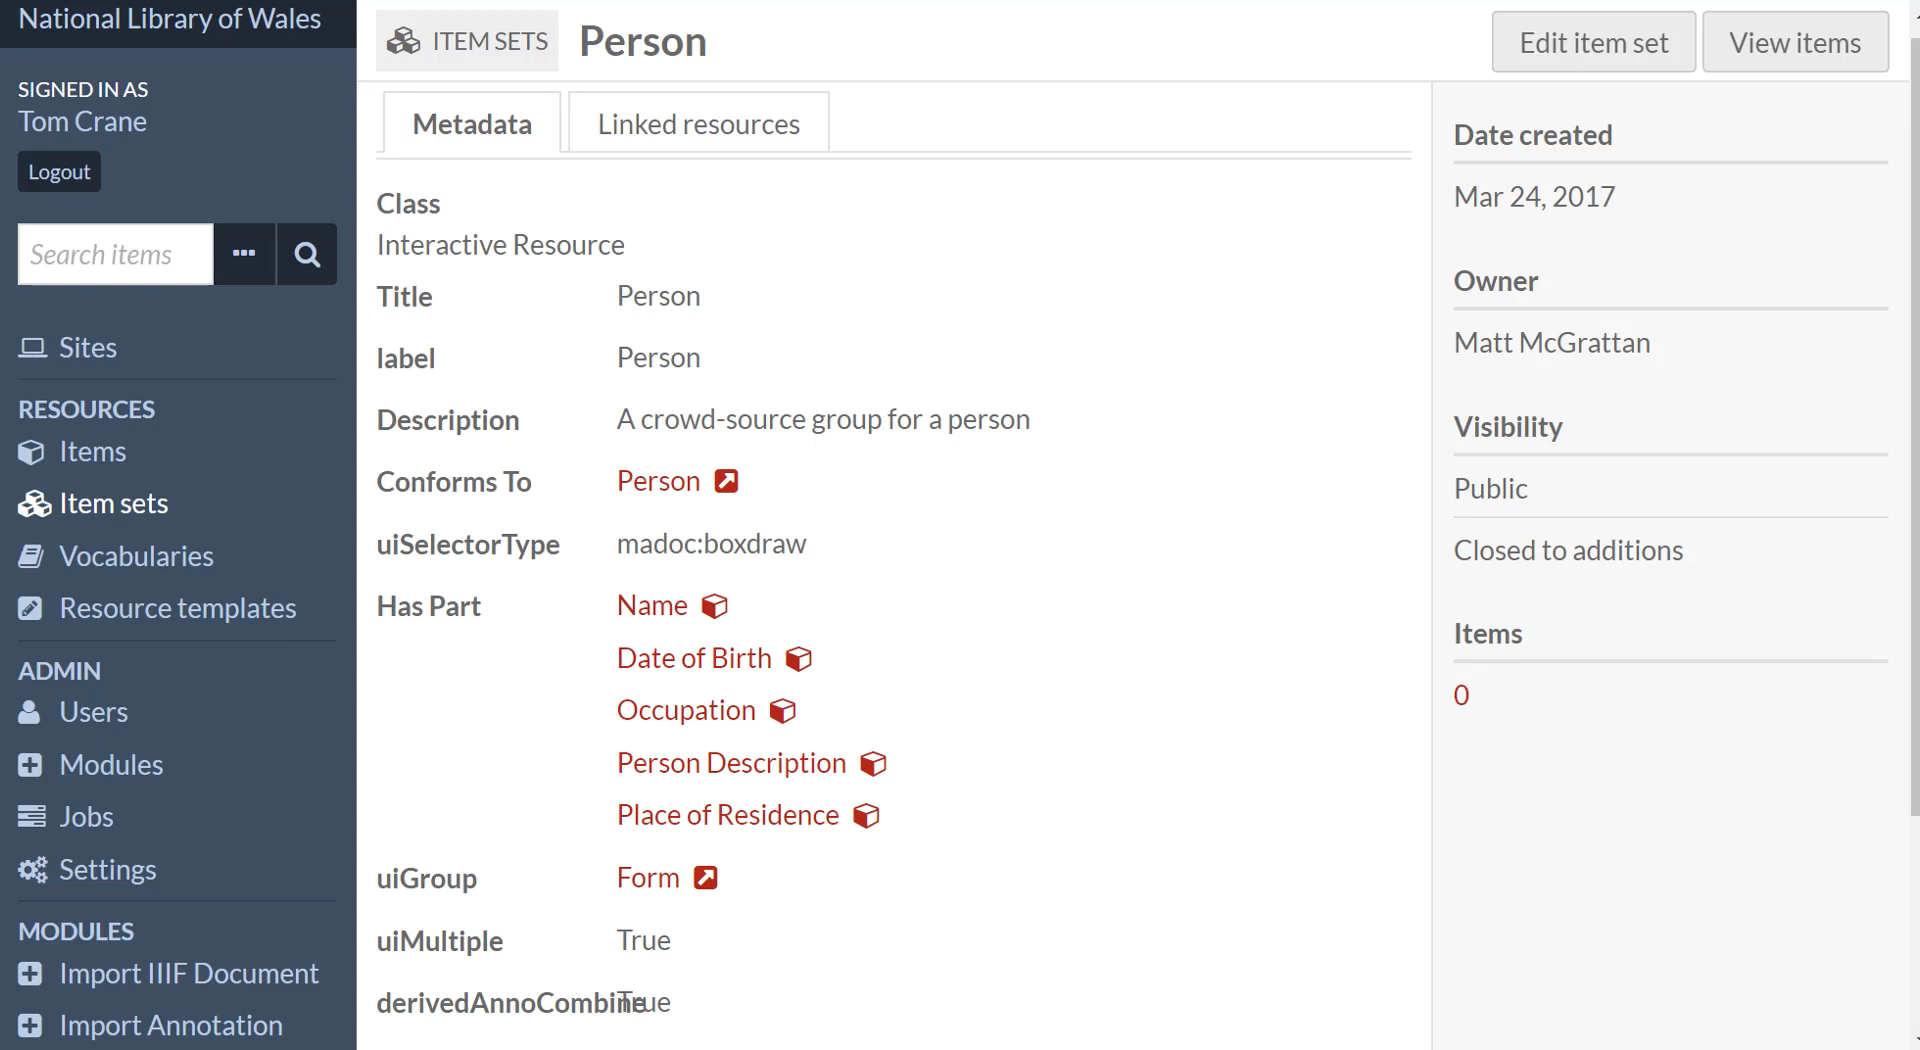 National Library of Wales
SIGNED IN AS
Tom Crane
Logout
Search items
Sites
RESOURCES
Items
Item sets
Vocabularies
Resource templates
ADMIN
Users
Modules
Jobs
Settings
MODULES
Import IIIF Document
Import Annotation
ITEM SETS Person
Edit item set View items
Metadata Linked resources
Class
Interactive Resource
Title Person
label Person
Description A crowd-source group for a person
Conforms To Person
uiSelectorType madoc:boxdraw
Has Part Name
Date of Birth
Occupation
Person Description
Place of Residence
uiGroup Form
uiMultiple True
derivedAnnoCombine True
Date created
Mar 24, 2017
Owner
Matt McGrattan
Visibility
Public
Closed to additions
Items
0